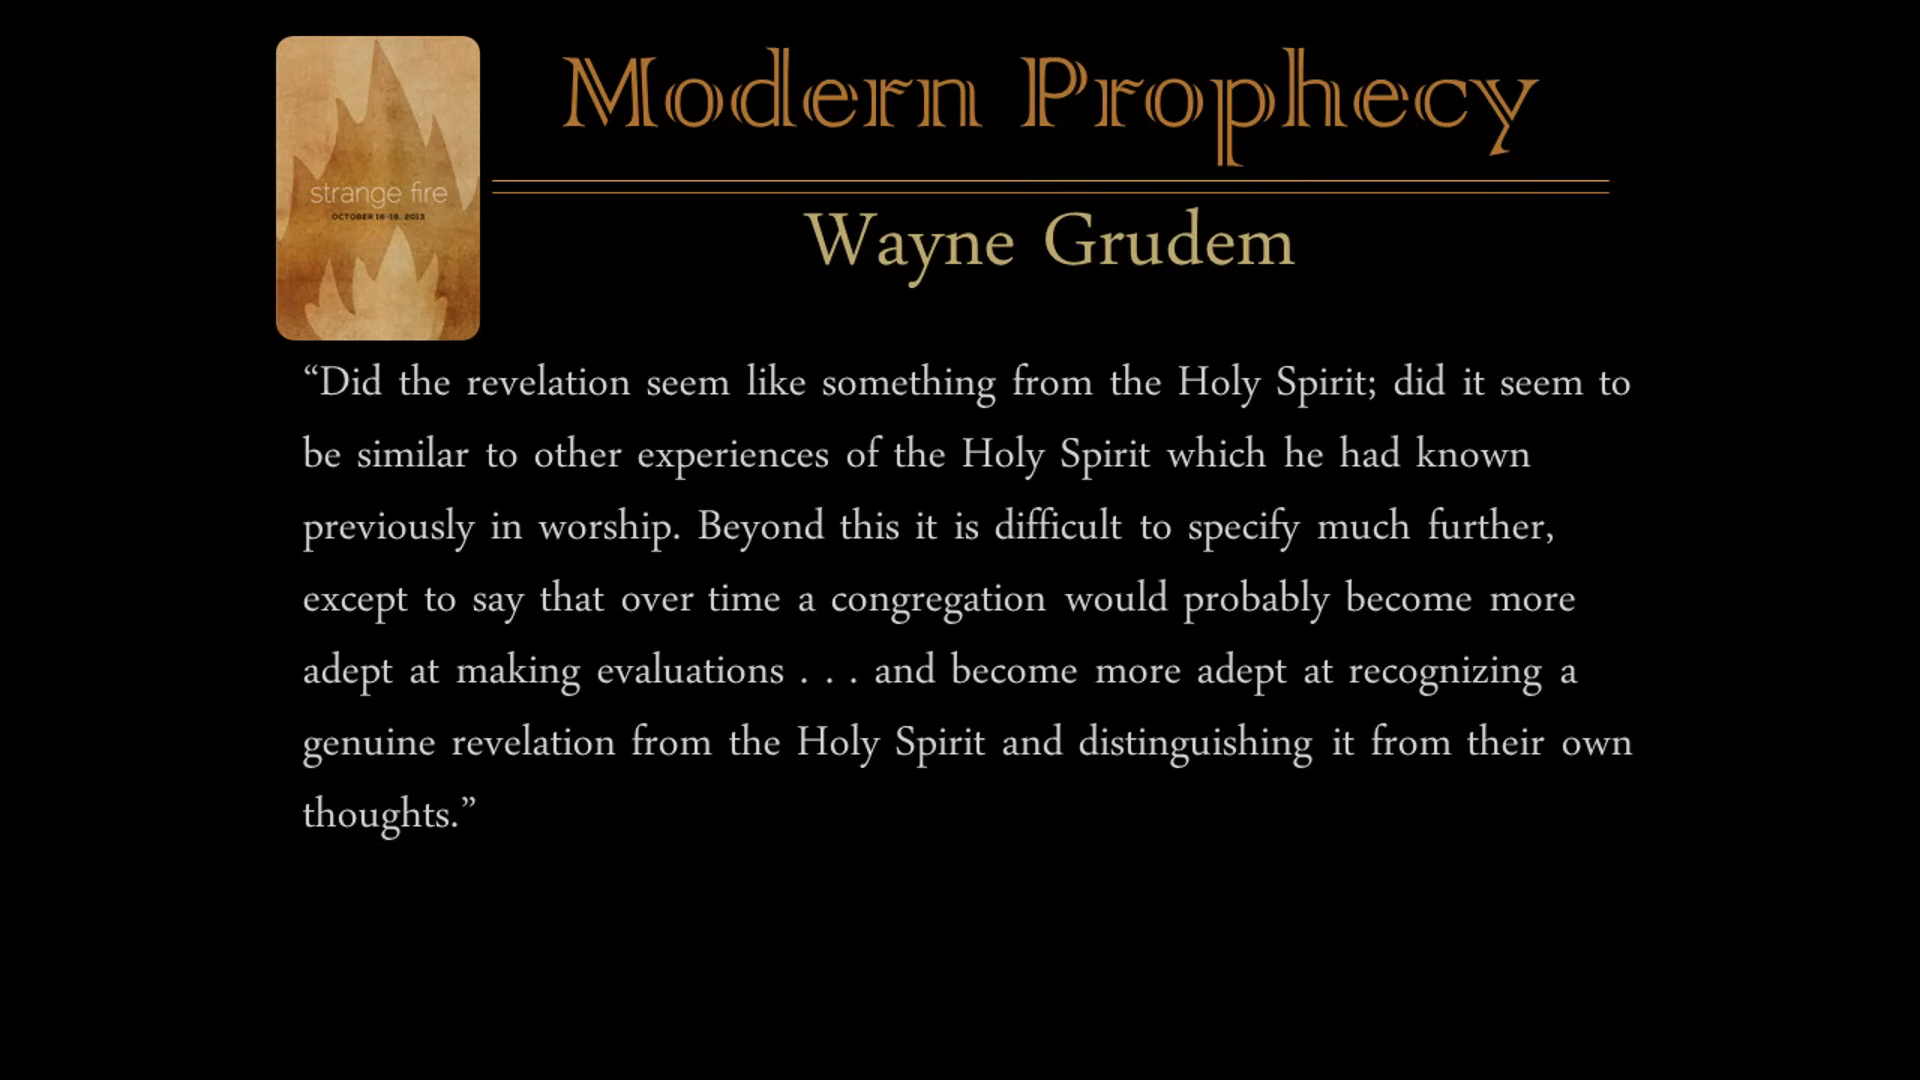 Modern Prophecy
strange fire
OCTOBER 16-18, 2013
Wayne Grudem
“Did the revelation seem like something from the Holy Spirit; did it seem to
be similar to other experiences of the Holy Spirit which he had known
previously in worship. Beyond this it is difficult to specify much further,
except to say that over time a congregation would probably become more
adept at making evaluations . . . and become more adept at recognizing a
genuine revelation from the Holy Spirit and distinguishing it from their own
thoughts.”